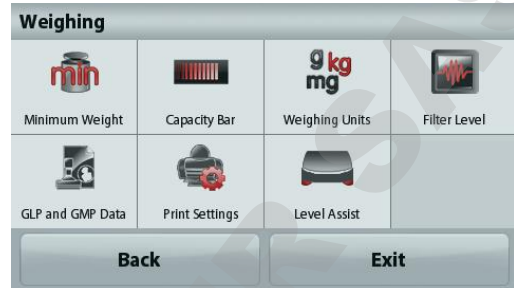 Weighing
min
g kg
mg
Minimum Weight
Capacity Bar
Weighing Units
Filter Level
GLP and GMP Data
Print Settings
Level Assist
Back
Exit